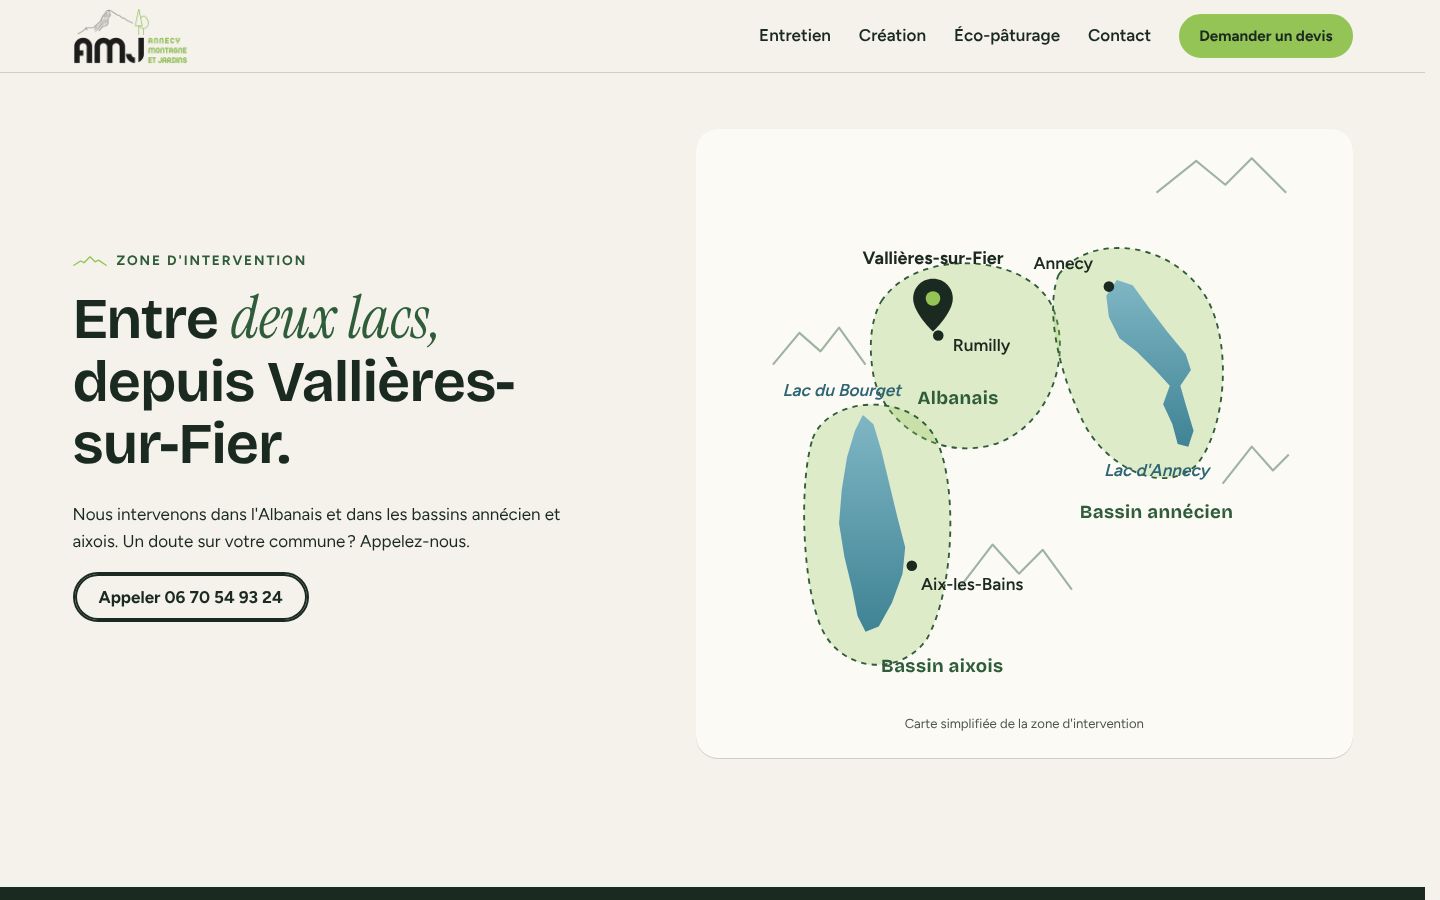 AMJ ANNECY
MONTAGNE
ET JARDINS
Entretien Création Éco-pâturage Contact Demander un devis
ZONE D'INTERVENTION
Entre deux lacs,
depuis Vallières-
sur-Fier.
Nous intervenons dans l'Albanais et dans les bassins annécien et
aixois. Un doute sur votre commune ? Appelez-nous.
Appeler 06 70 54 93 24
Vallières-sur-Fier
Annecy
Rumilly
Lac du Bourget
Albanais
Lac d'Annecy
Bassin annécien
Aix-les-Bains
Bassin aixois
Carte simplifiée de la zone d'intervention